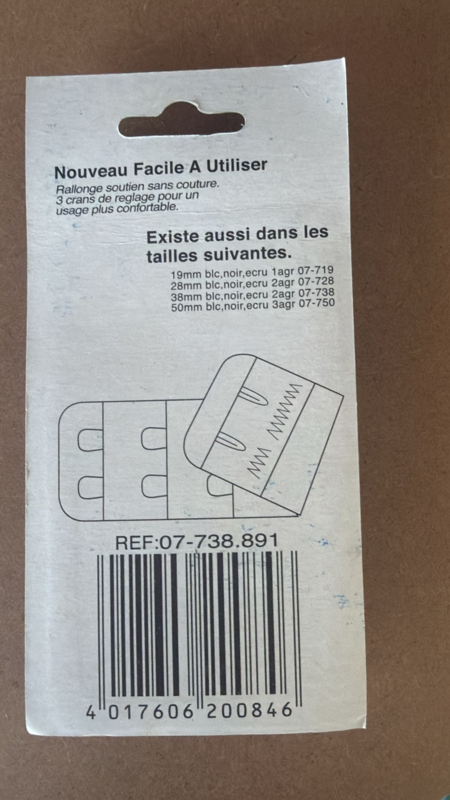 Nouveau Facile A Utiliser
Rallonge soutien sans couture.
3 crans de reglage pour un
usage plus confortable.
Existe aussi dans les
tailles suivantes.
19mm blc,noir,ecru 1agr 07-719
28mm blc,noir,ecru 2agr 07-728
38mm blc,noir,ecru 2agr 07-738
50mm blc,noir,ecru 3agr 07-750
REF:07-738.891
4 017606 200846